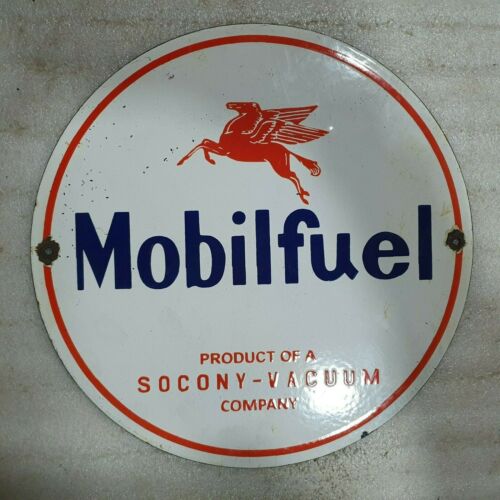 Mobilfuel
PRODUCT OF A
SOCONY-VACUUM
COMPANY